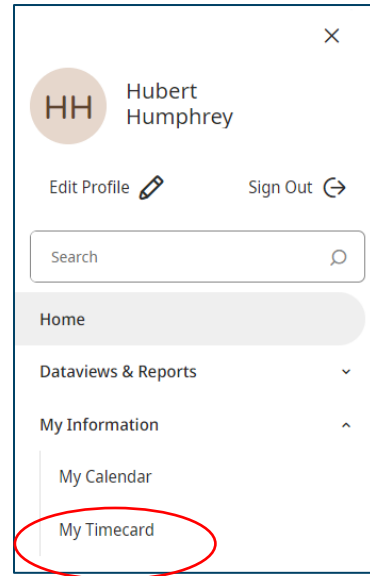 HH
Hubert
Humphrey
Edit Profile
Sign Out
Search
Home
Dataviews & Reports
My Information
My Calendar
My Timecard